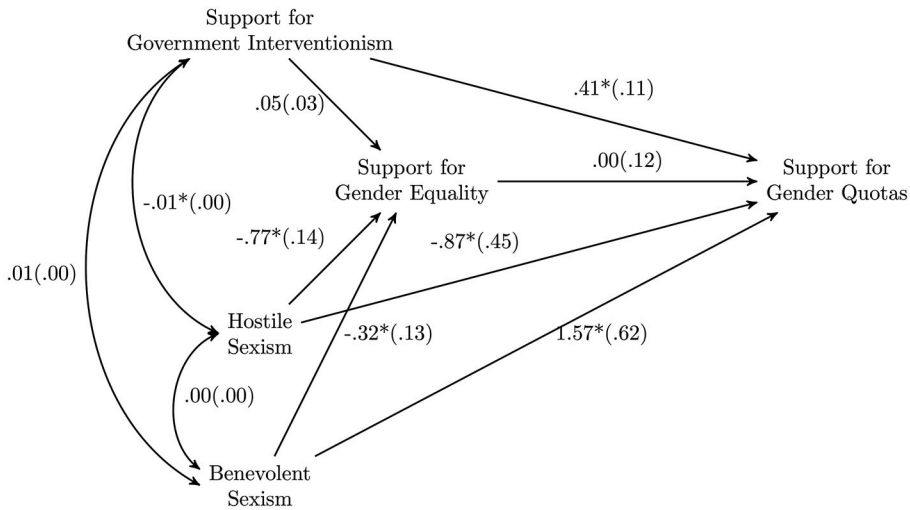 Support for
Government Interventionism
.41*(.11)
.05(.03)
.00(.12)
Support for
Gender Equality
Support for
Gender Quotas
-.01*(.00)
-.77*(.14)
-.87*(.45)
.01(.00)
Hostile
Sexism
-.32*(.13)
1.57*(.62)
.00(.00)
Benevolent
Sexism